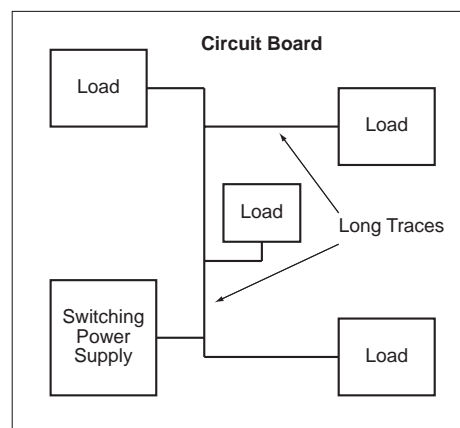 Circuit Board
Load
Load
Load
Long Traces
Switching
Power
Supply
Load